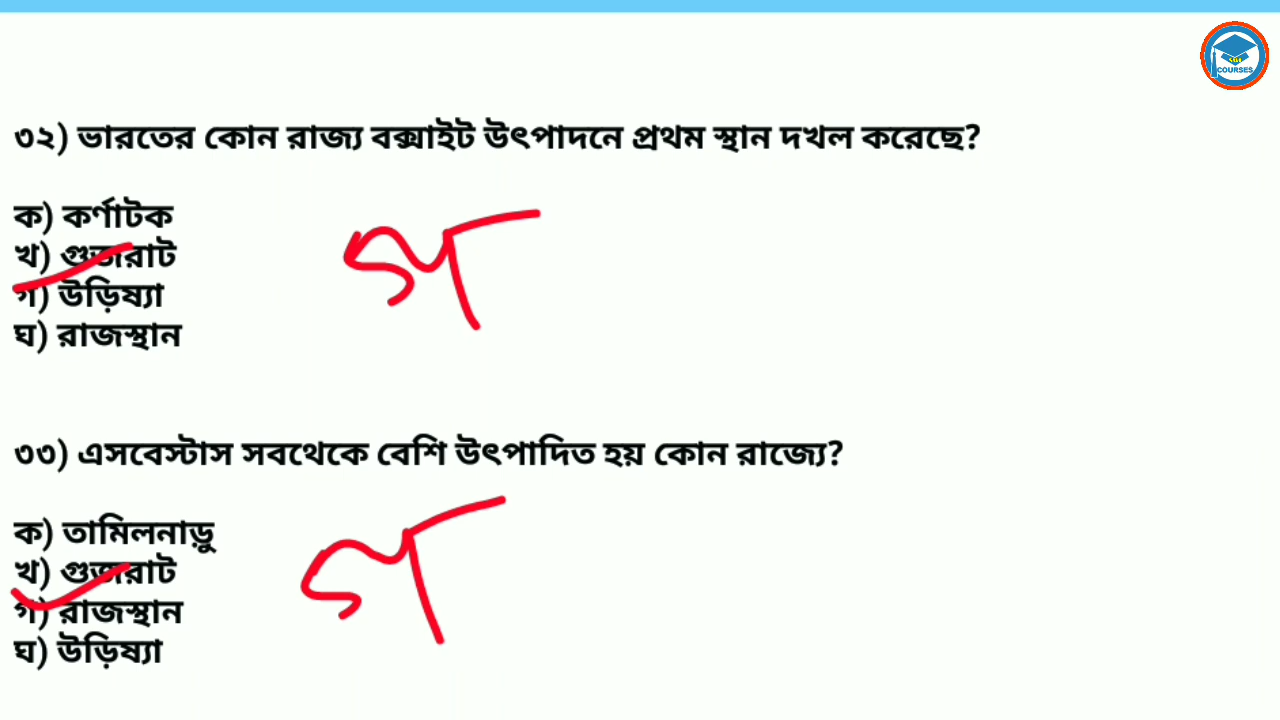 COURSES
৩২) ভারতের কোন রাজ্য বক্সাইট উৎপাদনে প্রথম স্থান দখল করেছে?
ক) কর্ণাটক
খ) গুজরাট
গ) উড়িষ্যা
ঘ) রাজস্থান
গ
৩৩) এসবেস্টাস সবথেকে বেশি উৎপাদিত হয় কোন রাজ্যে?
ক) তামিলনাড়ু
খ) গুজরাট
গ) রাজস্থান
ঘ) উড়িষ্যা
গ